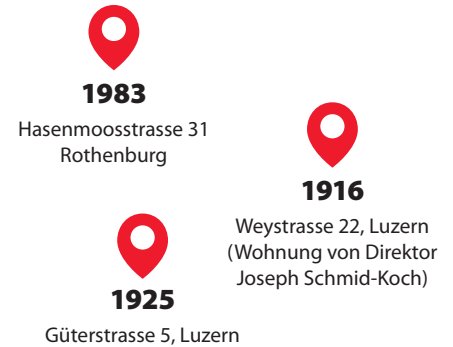 1983
Hasenmoosstrasse 31
Rothenburg
1916
Weystrasse 22, Luzern
(Wohnung von Direktor
Joseph Schmid-Koch)
1925
Güterstrasse 5, Luzern